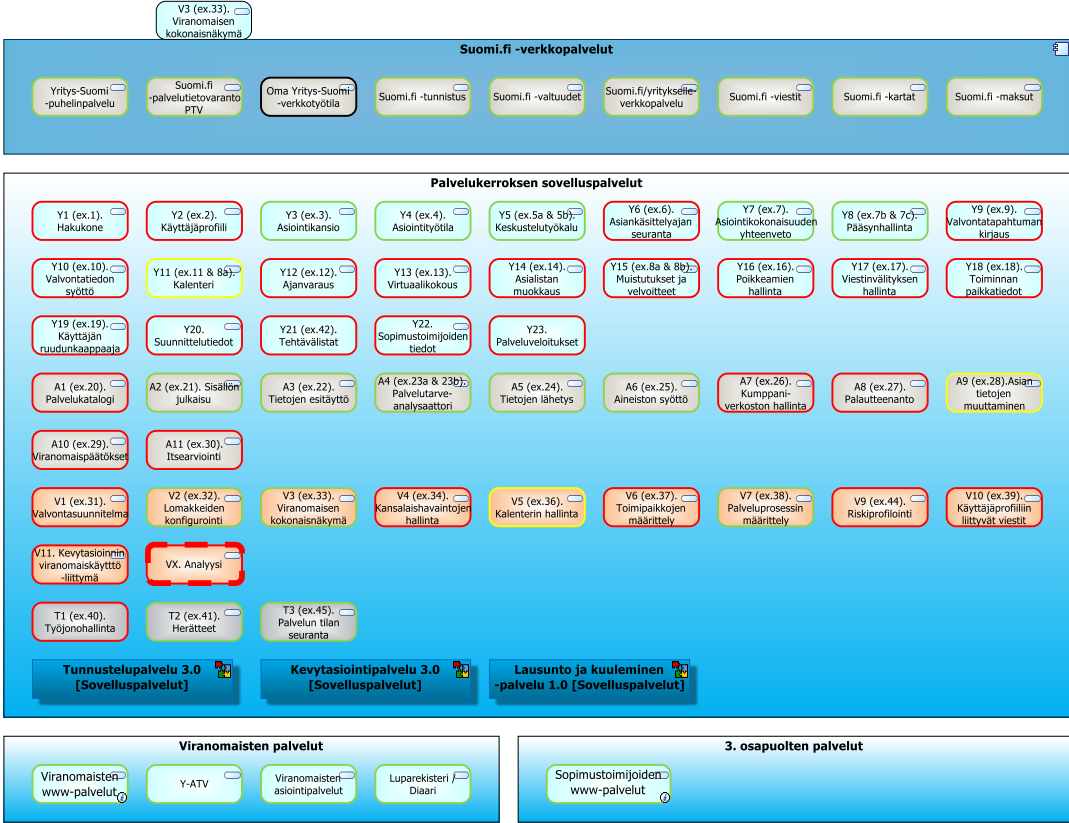 V3 (ex.33).
Viranomaisen
kokonaisnäkymä
Suomi.fi -verkkopalvelut
Yritys-Suomi
-puhelinpalvelu
Suomi.fi
-palvelutietovaranto
PTV
Oma Yritys-Suomi
-verkkotyötila
Suomi.fi -tunnistus
Suomi.fi -valtuudet
Suomi.fi/yritykselle-
verkkopalvelu
Suomi.fi -viestit
Suomi.fi -kartat
Suomi.fi -maksut
Palvelukerroksen sovelluspalvelut
Y1 (ex.1).
Hakukone
Y2 (ex.2).
Käyttäjäprofiili
Y3 (ex.3).
Asiointikansio
Y4 (ex.4).
Asiointityötila
Y5 (ex.5a & 5b).
Keskustelutyökalu
Y6 (ex.6).
Asiankäsittelyajan
seuranta
Y7 (ex.7).
Asiointikokonaisuuden
yhteenveto
Y8 (ex.7b & 7c).
Pääsynhallinta
Y9 (ex.9).
Valvontatapahtuman
kirjaus
Y10 (ex.10).
Valvontatiedon
syöttö
Y11 (ex.11 & 8a).
Kalenteri
Y12 (ex.12).
Ajanvaraus
Y13 (ex.13).
Virtuaalikokous
Y14 (ex.14).
Asialistan
muokkaus
Y15 (ex.8a & 8b).
Muistutukset ja
velvoitteet
Y16 (ex.16).
Poikkeamien
hallinta
Y17 (ex.17).
Viestinvälityksen
hallinta
Y18 (ex.18).
Toiminnan
paikkatiedot
Y19 (ex.19).
Käyttäjän
ruudunkaappaaja
Y20.
Suunnittelutiedot
Y21 (ex.42).
Tehtävälistat
Y22.
Sopimustoimijoiden
tiedot
Y23.
Palveluveloitukset
A1 (ex.20).
Palvelukatalogi
A2 (ex.21). Sisällön
julkaisu
A3 (ex.22).
Tietojen esitäyttö
A4 (ex.23a & 23b).
Palvelutarve-
analysaattori
A5 (ex.24).
Tietojen lähetys
A6 (ex.25).
Aineiston syöttö
A7 (ex.26).
Kumppani-
verkoston hallinta
A8 (ex.27).
Palautteenanto
A9 (ex.28).Asian
tietojen
muuttaminen
A10 (ex.29).
Viranomaispäätökset
A11 (ex.30).
Itsearviointi
V1 (ex.31).
Valvontasuunnitelma
V2 (ex.32).
Lomakkeiden
konfigurointi
V3 (ex.33).
Viranomaisen
kokonaisnäkymä
V4 (ex.34).
Kansalaishavaintojen
hallinta
V5 (ex.36).
Kalenterin hallinta
V6 (ex.37).
Toimipaikkojen
määrittely
V7 (ex.38).
Palveluprosessin
määrittely
V9 (ex.44).
Riskiprofilointi
V10 (ex.39).
Käyttäjäprofiiliin
liittyvät viestit
V11. Kevytasioinnin
viranomaiskäytttö
-liittymä
VX. Analyysi
T1 (ex.40).
Työjonohallinta
T2 (ex.41).
Herätteet
T3 (ex.45).
Palvelun tilan
seuranta
Tunnustelupalvelu 3.0
[Sovelluspalvelut]
Kevytasiointipalvelu 3.0
[Sovelluspalvelut]
Lausunto ja kuuleminen
-palvelu 1.0 [Sovelluspalvelut]
Viranomaisten palvelut
Viranomaisten
www-palvelut
Y-ATV
Viranomaisten
asiointipalvelut
Luparekisteri /
Diaari
3. osapuolten palvelut
Sopimustoimijoiden
www-palvelut